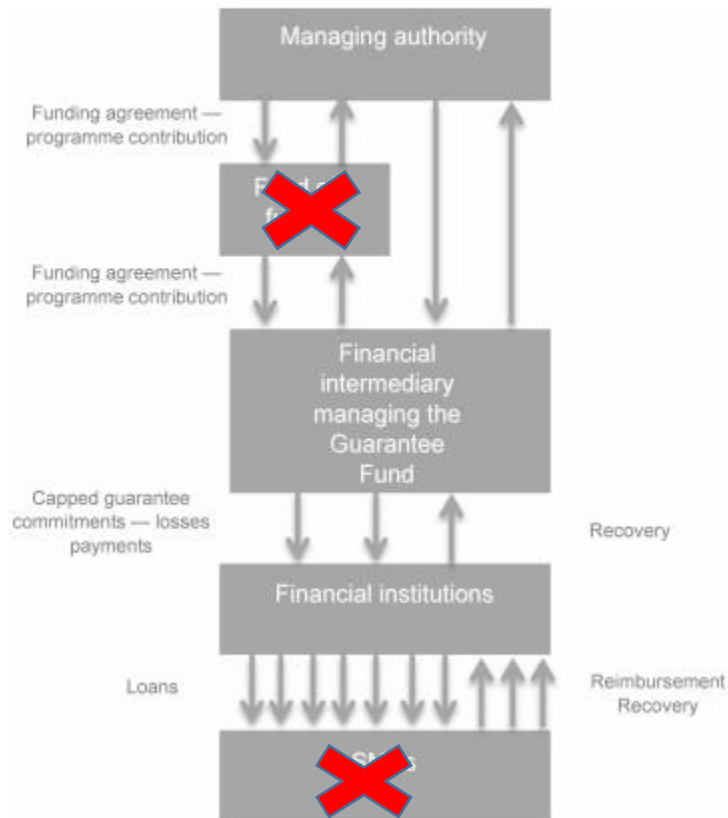 Managing authority
Funding agreement —
programme contribution
Funding agreement —
programme contribution
Financial
intermediary
managing the
Guarantee
Fund
Capped guarantee
commitments — losses
payments
Recovery
Financial institutions
Loans
Reimbursement
Recovery